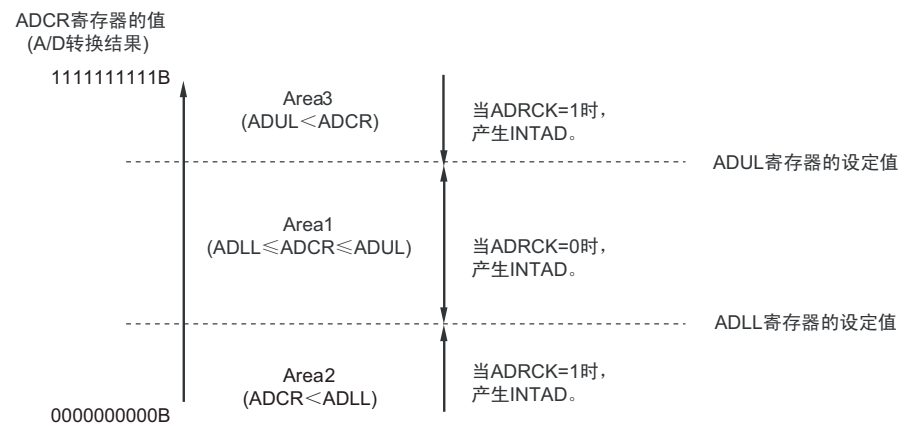 ADCR寄存器的值
(A/D转换结果)
1111111111B
Area3
(ADUL＜ADCR)
当ADRCK=1时，
产生INTAD。
ADUL寄存器的设定值
Area1
(ADLL≤ADCR≤ADUL)
当ADRCK=0时，
产生INTAD。
ADLL寄存器的设定值
Area2
(ADCR＜ADLL)
当ADRCK=1时，
产生INTAD。
0000000000B